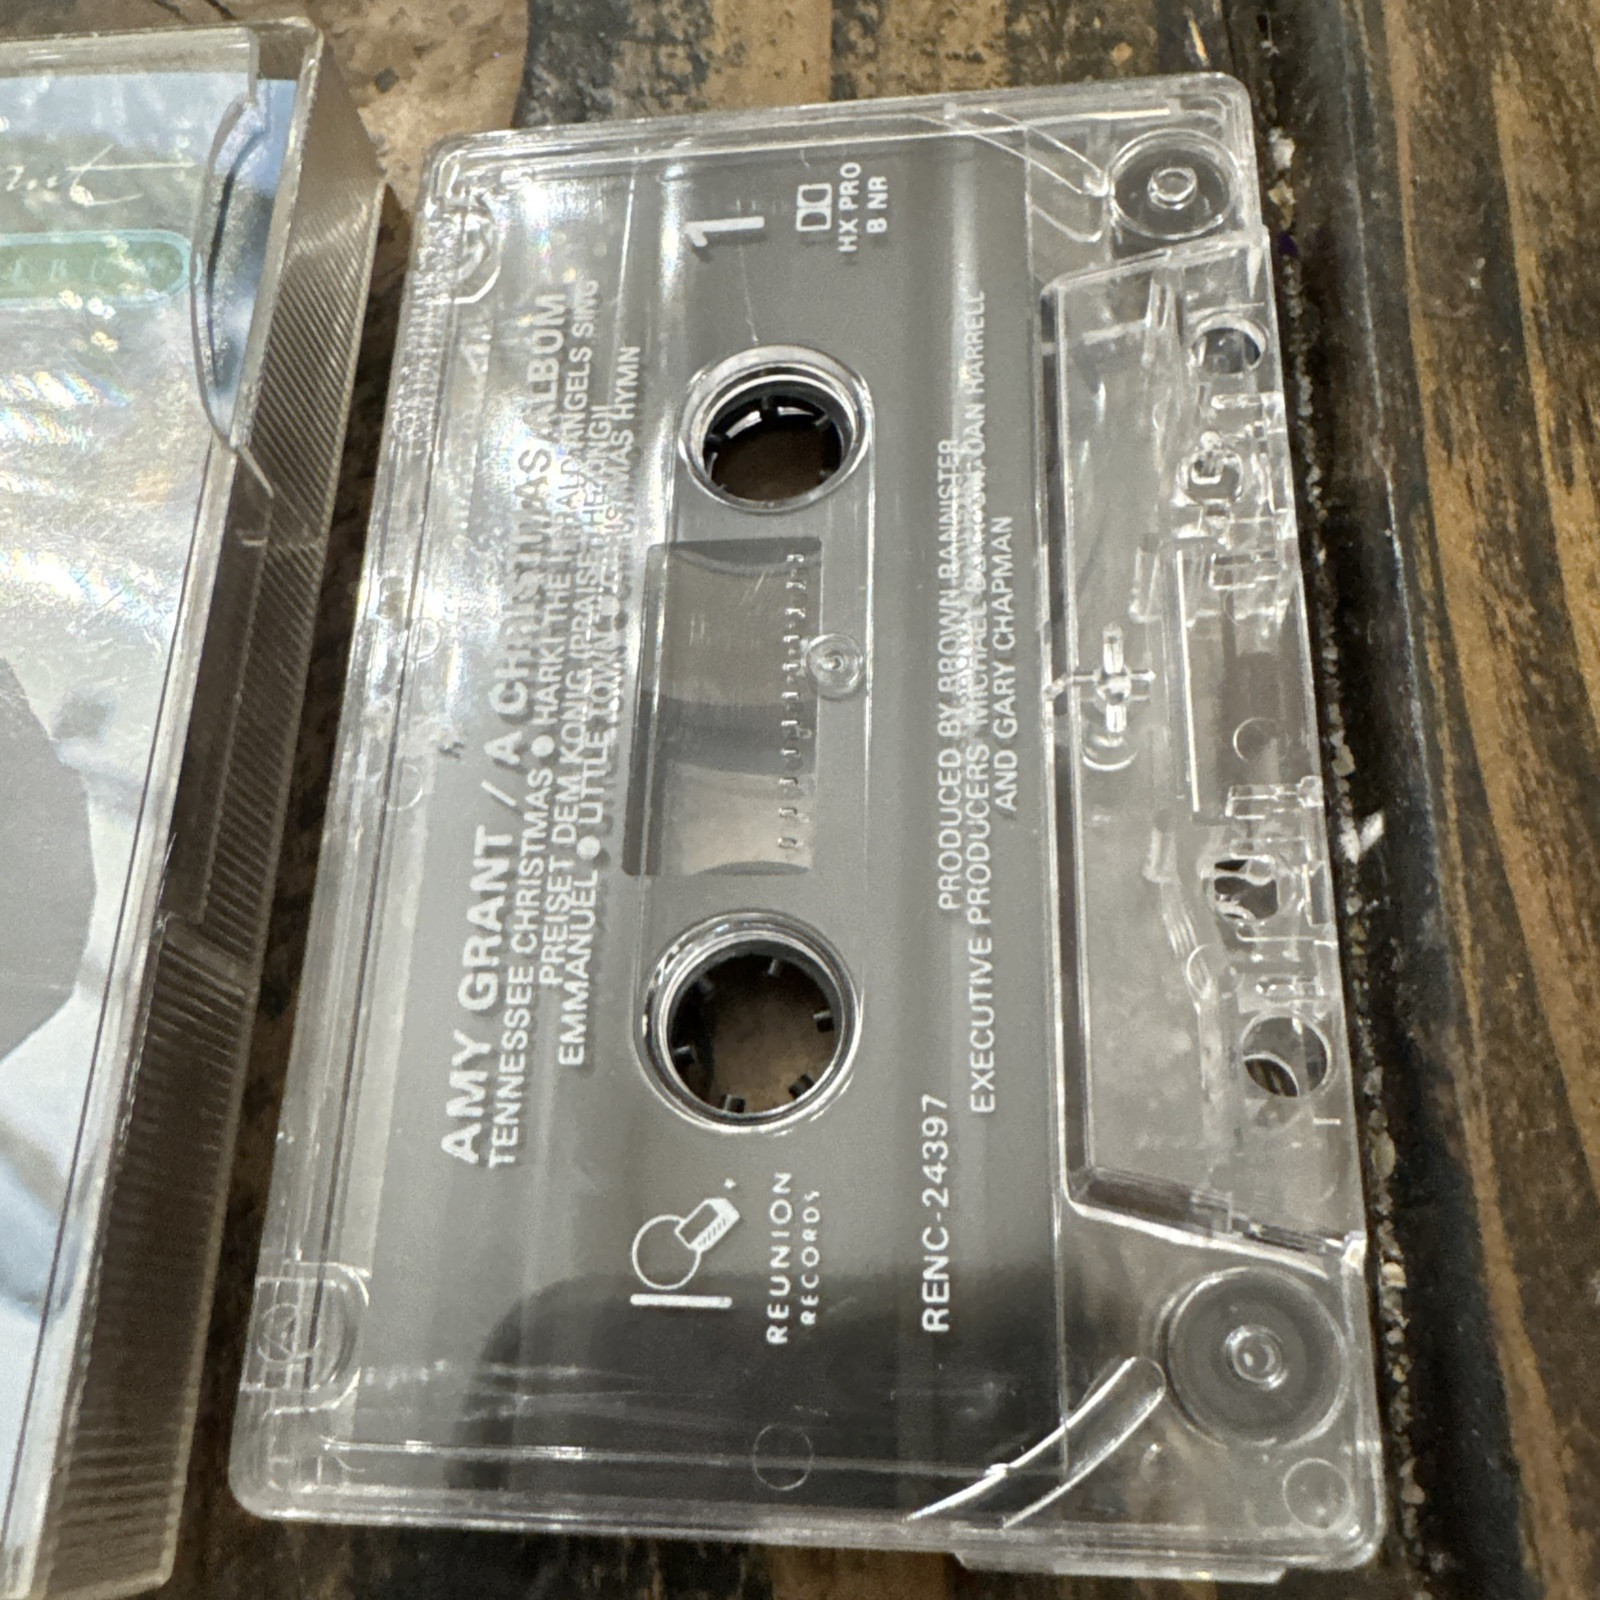 AMY GRANT / A CHRISTMAS ALBUM
TENNESSEE CHRISTMAS ● HARK! THE HERALD ANGELS SING
PREISET DEM KONIG! (PRAISE THE KING)
EMMANUEL ● LITTLE TOWN ● CHRISTMAS HYMN
1
HX PRO
B NR
REUNION
RECORDS
RENC-24397
PRODUCED BY BROWN BANNISTER
EXECUTIVE PRODUCERS MICHAEL BLANTON, DAN HARRELL
AND GARY CHAPMAN